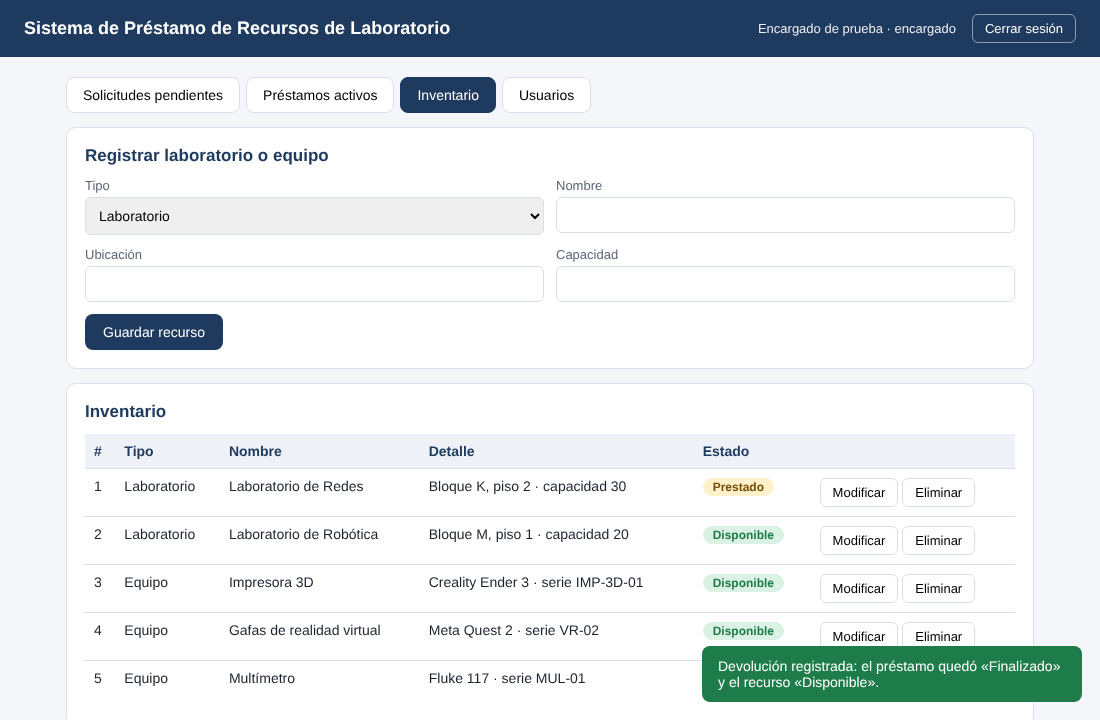 Sistema de Préstamo de Recursos de Laboratorio
Encargado de prueba · encargado
Cerrar sesión
Solicitudes pendientes
Préstamos activos
Inventario
Usuarios
Registrar laboratorio o equipo
Tipo
Nombre
Laboratorio
Ubicación
Capacidad
Guardar recurso
Inventario
# Tipo Nombre Detalle Estado
1 Laboratorio Laboratorio de Redes Bloque K, piso 2 · capacidad 30 Prestado Modificar Eliminar
2 Laboratorio Laboratorio de Robótica Bloque M, piso 1 · capacidad 20 Disponible Modificar Eliminar
3 Equipo Impresora 3D Creality Ender 3 · serie IMP-3D-01 Disponible Modificar Eliminar
4 Equipo Gafas de realidad virtual Meta Quest 2 · serie VR-02 Disponible Modificar Eliminar
5 Equipo Multímetro Fluke 117 · serie MUL-01
Devolución registrada: el préstamo quedó «Finalizado»
y el recurso «Disponible».